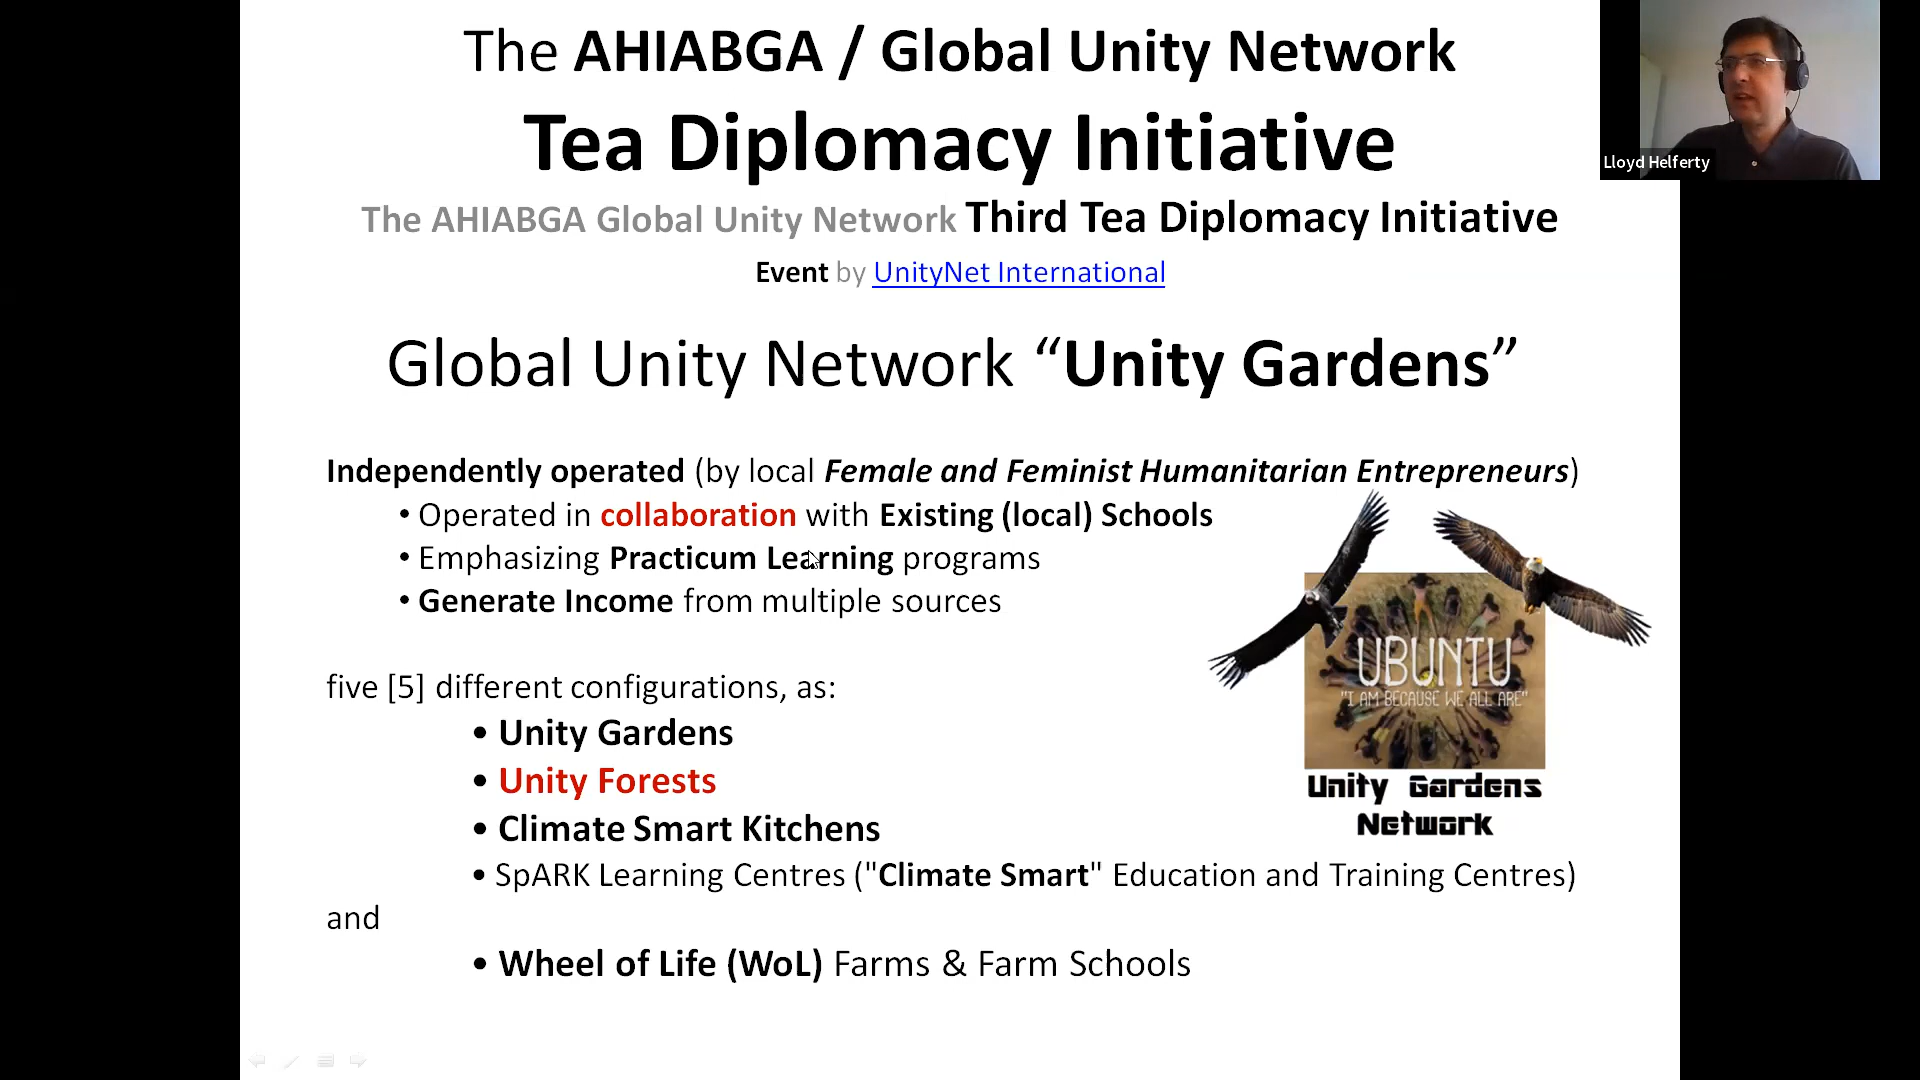 The AHIABGA / Global Unity Network
Tea Diplomacy Initiative
The AHIABGA Global Unity Network Third Tea Diplomacy Initiative
Event by UnityNet International
Global Unity Network “Unity Gardens”
Independently operated (by local Female and Feminist Humanitarian Entrepreneurs)
• Operated in collaboration with Existing (local) Schools
• Emphasizing Practicum Learning programs
• Generate Income from multiple sources
five [5] different configurations, as:
• Unity Gardens
• Unity Forests
• Climate Smart Kitchens
• SpARK Learning Centres ("Climate Smart" Education and Training Centres)
and
• Wheel of Life (WoL) Farms & Farm Schools
UBUNTU
"I AM BECAUSE WE ALL ARE"
Unity Gardens
Network
Lloyd Helferty